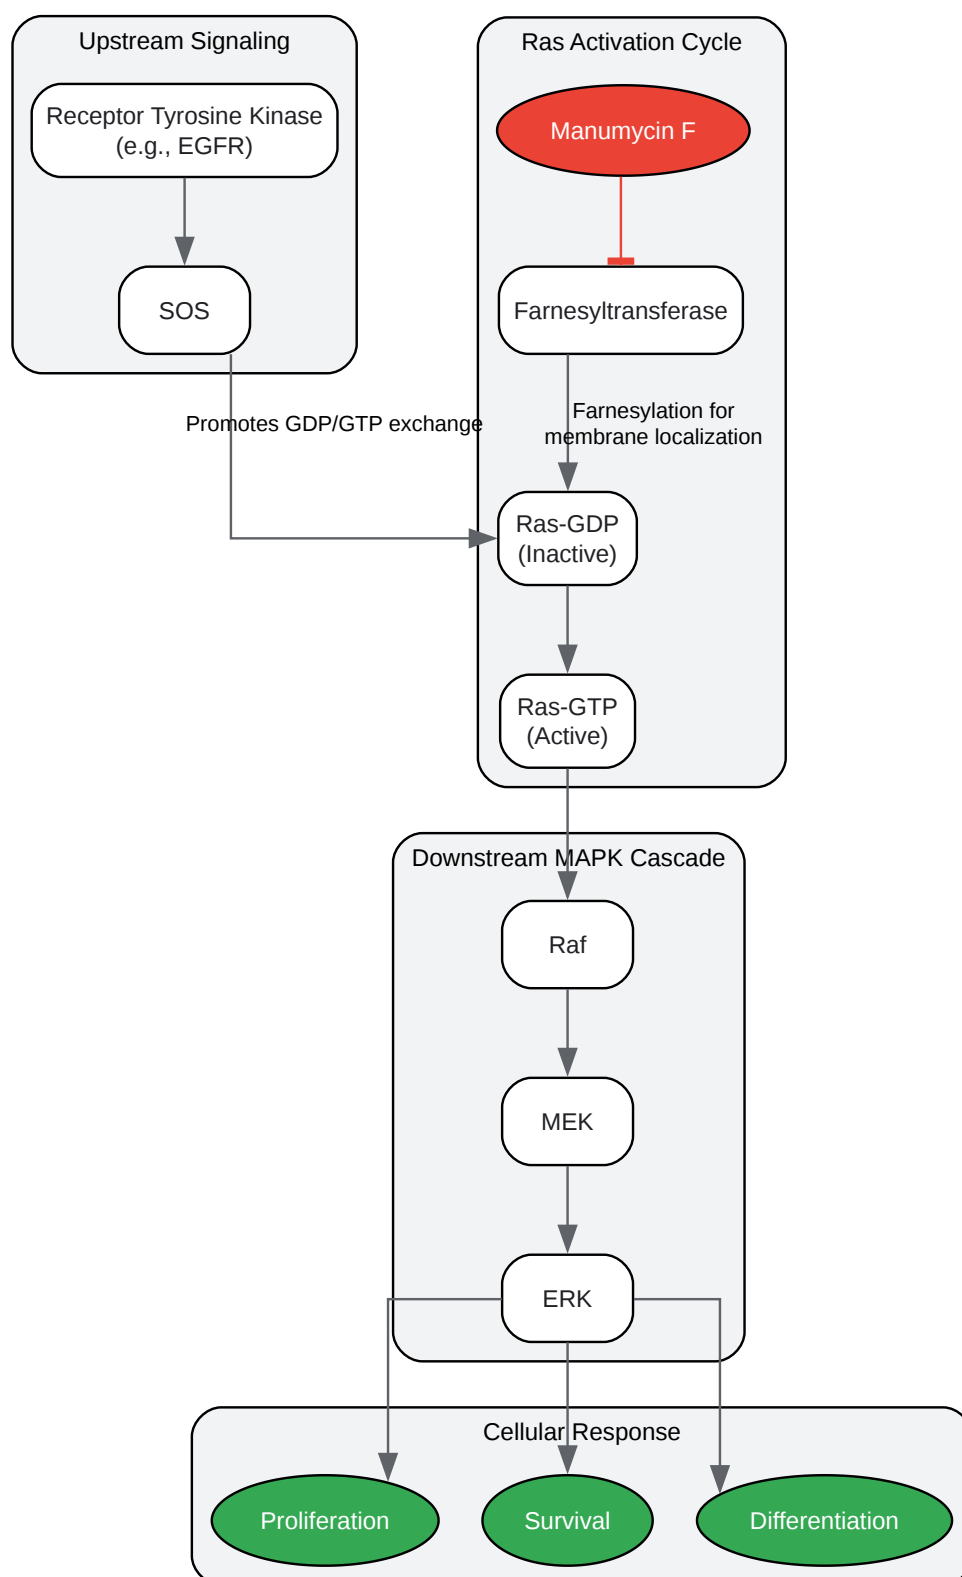 Upstream Signaling
Receptor Tyrosine Kinase
(e.g., EGFR)
SOS
Promotes GDP/GTP exchange
Ras Activation Cycle
Manumycin F
Farnesyltransferase
Farnesylation for
membrane localization
Ras-GDP
(Inactive)
Ras-GTP
(Active)
Downstream MAPK Cascade
Raf
MEK
ERK
Cellular Response
Proliferation
Survival
Differentiation